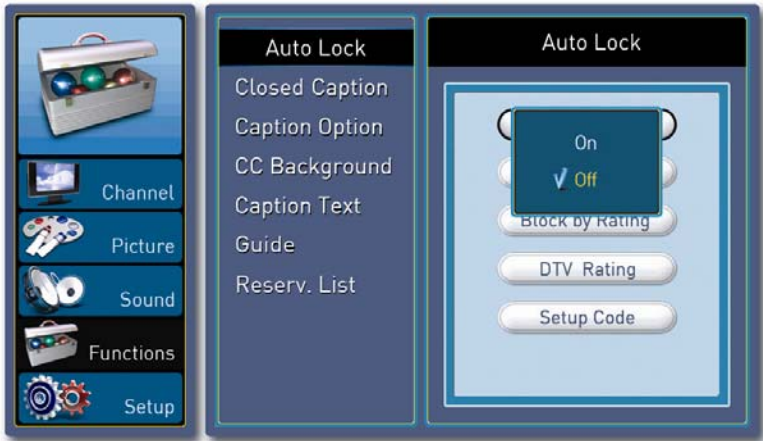 Channel
Picture
Sound
Functions
Setup
Auto Lock
Closed Caption
Caption Option
CC Background
Caption Text
Guide
Reserv. List
Auto Lock
On
Off
Block by Rating
DTV Rating
Setup Code